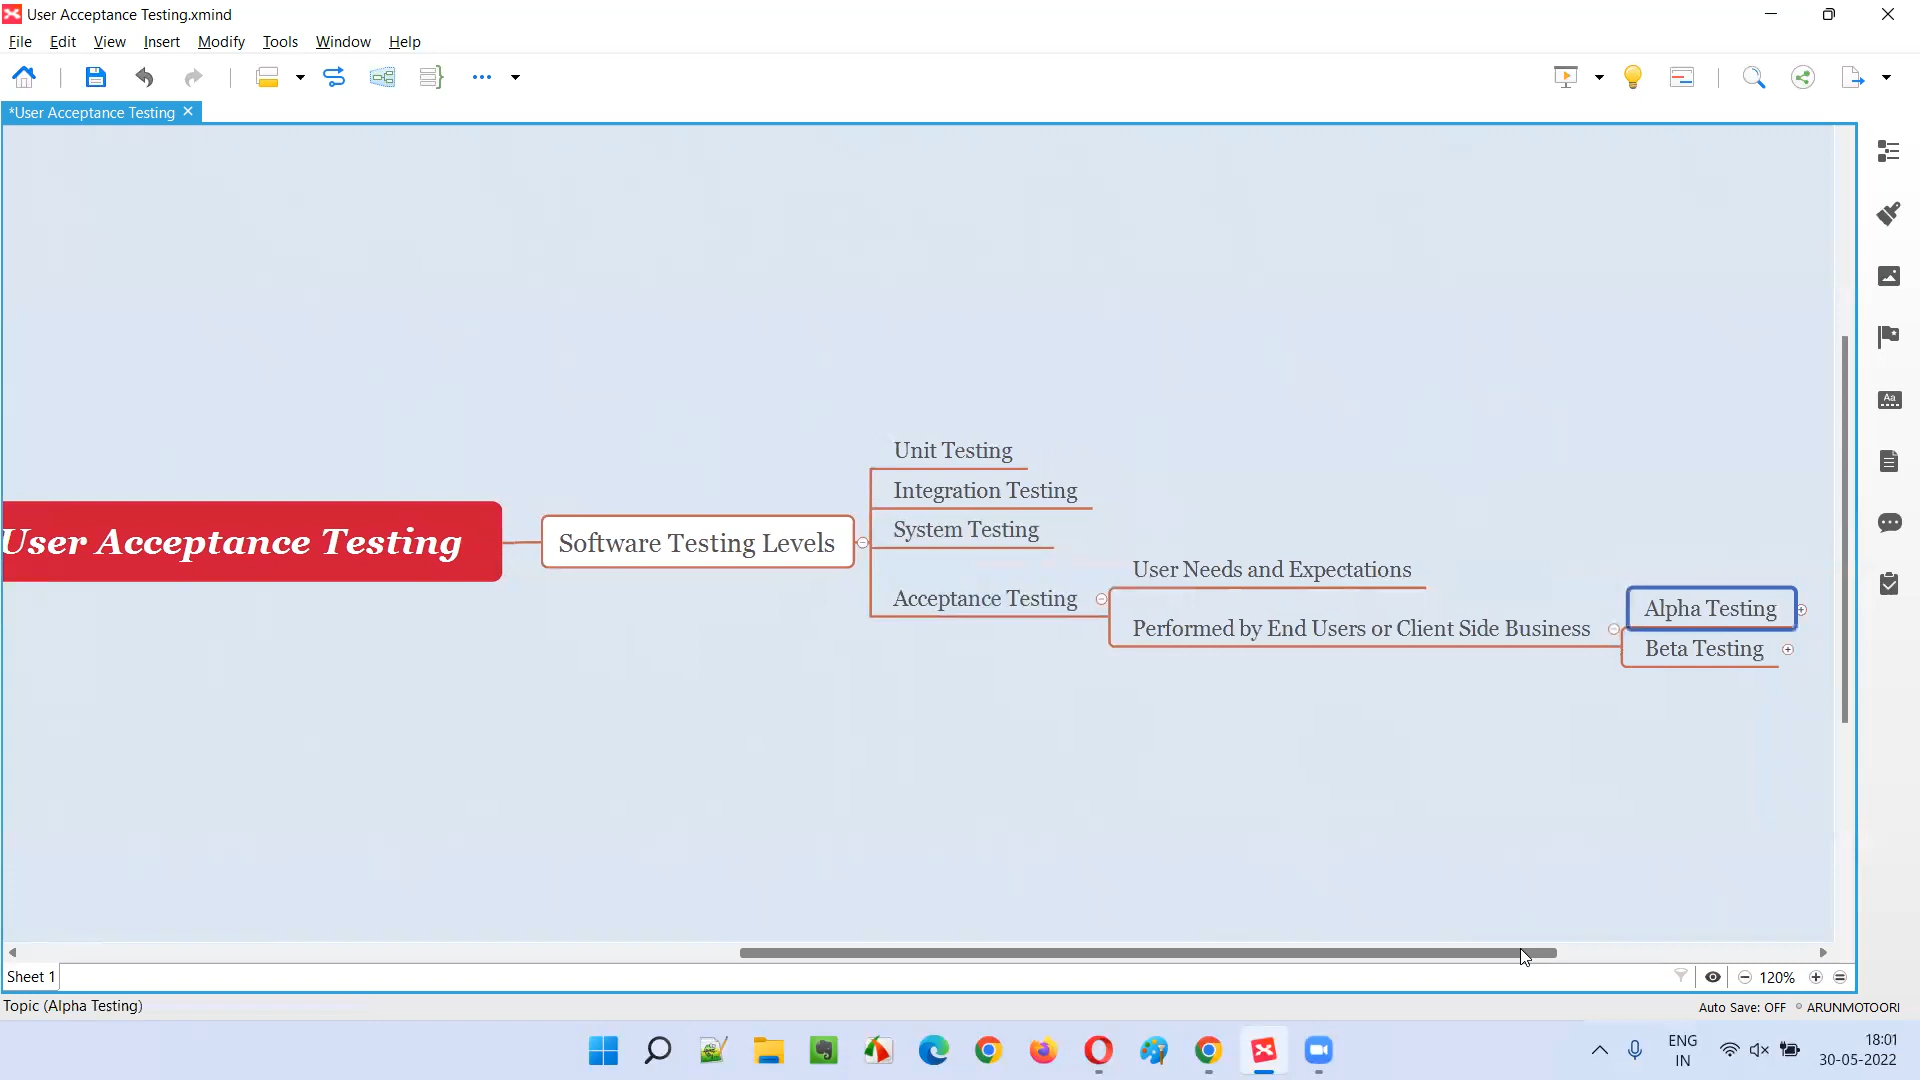 User Acceptance Testing.xmind
File Edit View Insert Modify Tools Window Help
*User Acceptance Testing
Unit Testing
Integration Testing
System Testing
User Acceptance Testing
Software Testing Levels
User Needs and Expectations
Acceptance Testing
Alpha Testing
Performed by End Users or Client Side Business
Beta Testing
Sheet 1
120%
Topic (Alpha Testing)
Auto Save: OFF
ARUNMOTOORI
ENG
IN
18:01
30-05-2022